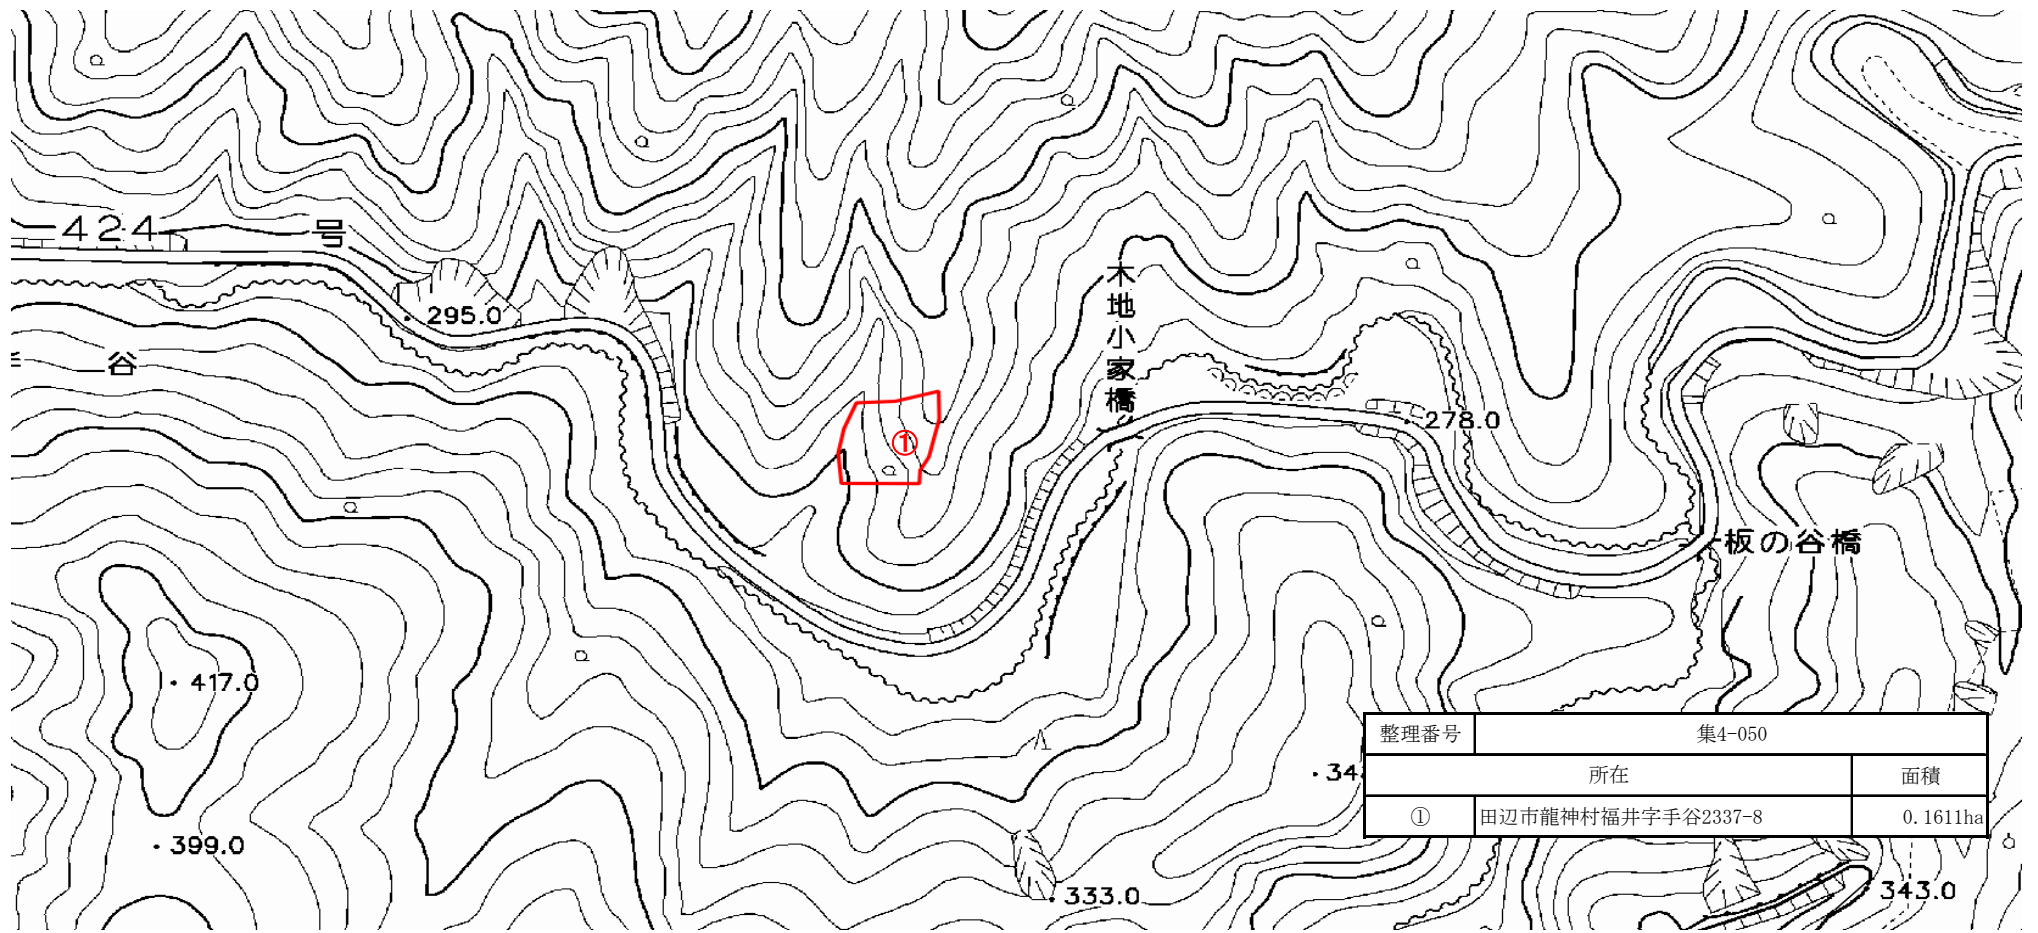 424 号
295.0
谷
木地小家橋
①
278.0
板の谷橋
417.0
399.0
333.0
343.0
整理番号 集4-050
所在 面積
① 田辺市龍神村福井字手谷2337-8 0.1611ha